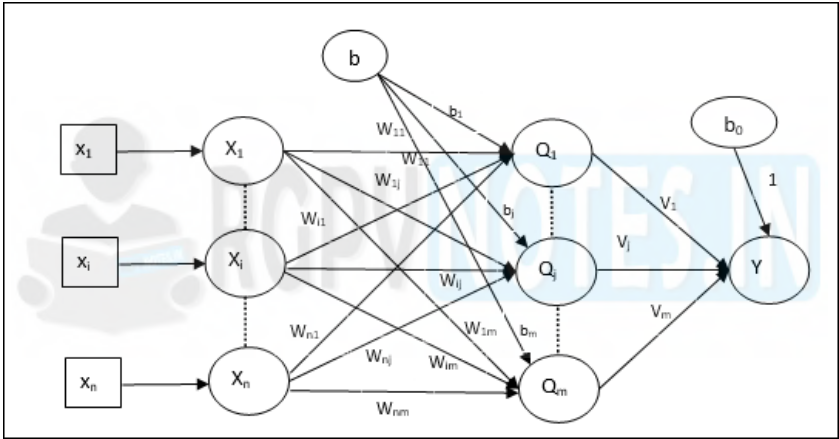 b
b₁
b₀
W₁₁
x₁
X₁
Q₁
W₁₁
W₁ⱼ
1
Wᵢ₁
bⱼ
V₁
xᵢ
Xᵢ
Wᵢⱼ
Qⱼ
Vⱼ
Y
Wₙ₁
W₁ₘ
bₘ
Vₘ
Wₙⱼ
Wᵢₘ
xₙ
Xₙ
Qₘ
Wₙₘ
RGPVNOTES.IN